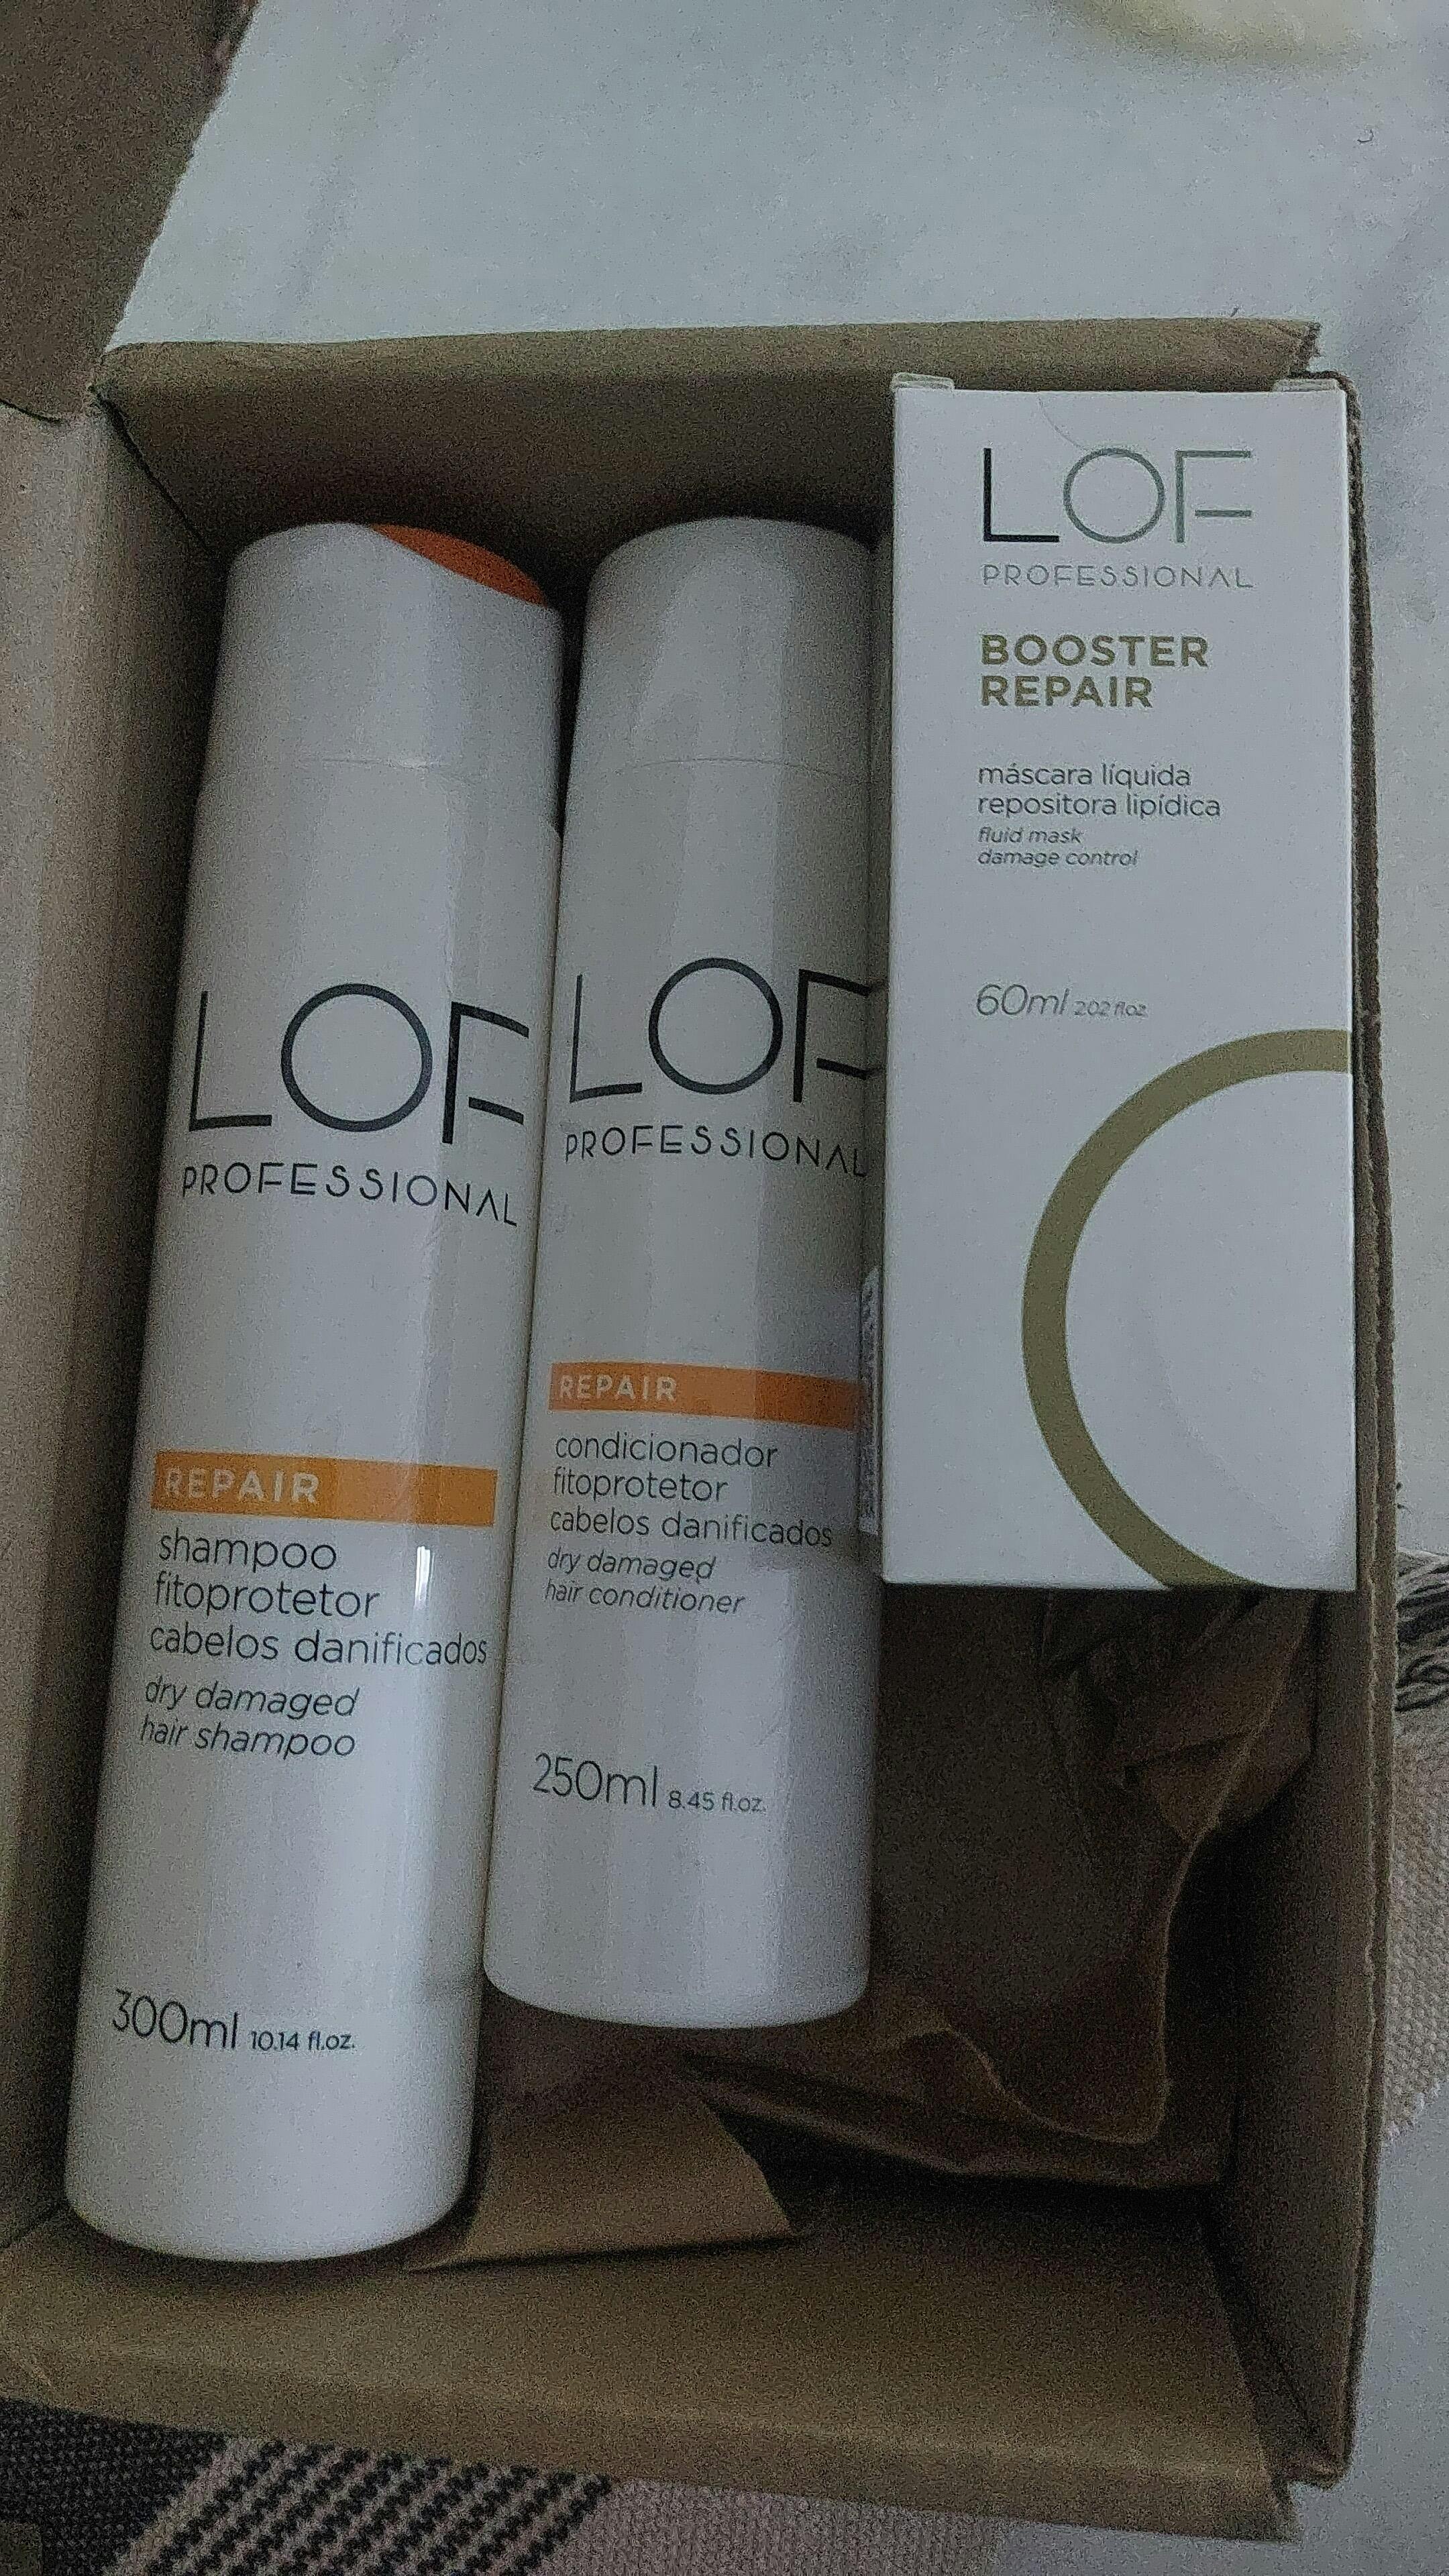 LOF
PROFESSIONAL
REPAIR
shampoo
fitoprotetor
cabelos danificados
dry damaged
hair shampoo
300ml 10.14 fl.oz.
LOF
PROFESSIONAL
REPAIR
condicionador
fitoprotetor
cabelos danificados
dry damaged
hair conditioner
250ml 8.45 fl.oz.
LOF
PROFESSIONAL
BOOSTER
REPAIR
máscara líquida
repositora lipídica
fluid mask
damage control
60ml 2.02 fl.oz